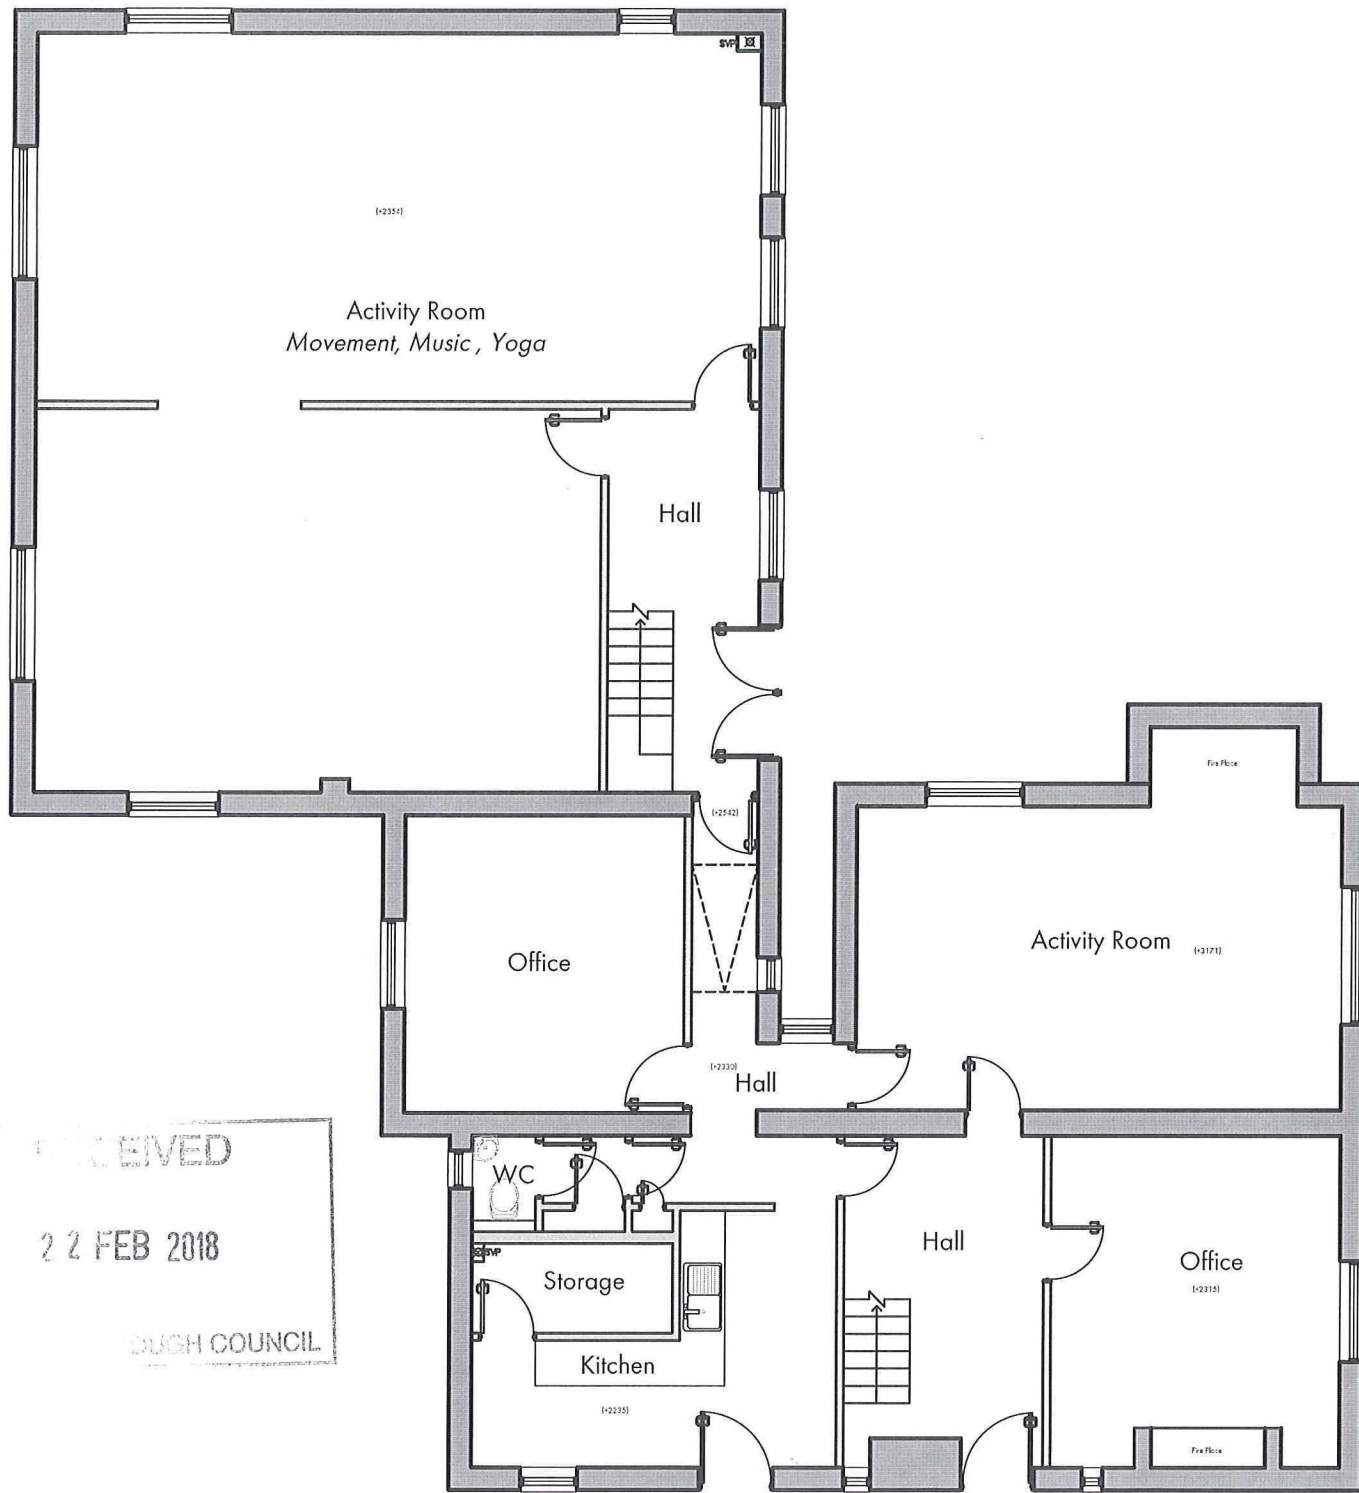 SVP
(+2354)
Activity Room
Movement, Music , Yoga
Hall
Fire Place
(+2542)
Office
Activity Room (+3171)
(+2330)
Hall
EIVED
WC
2 2 FEB 2018
Hall
Office
SVP
Storage
(+2315)
OUGH COUNCIL
Kitchen
(+2235)
Fire Place